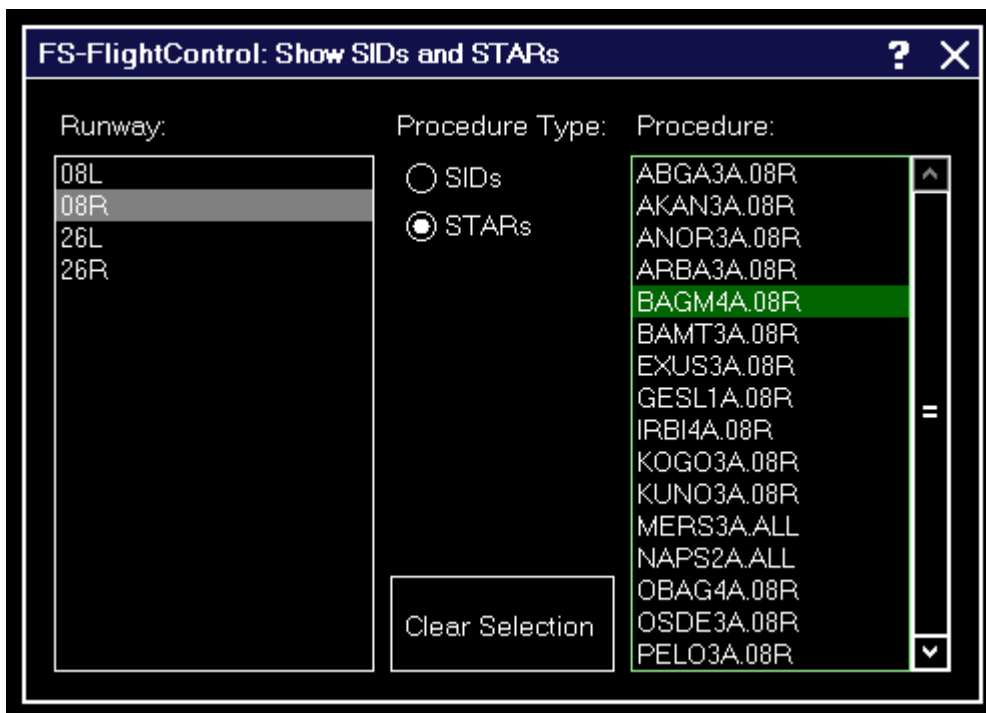 FS-FlightControl: Show SIDs and STARs ? X
Runway:
08L
08R
26L
26R
Procedure Type:
SIDs
STARs
Clear Selection
Procedure:
ABGA3A.08R
AKAN3A.08R
ANOR3A.08R
ARBA3A.08R
BAGM4A.08R
BAMT3A.08R
EXUS3A.08R
GESL1A.08R
IRBI4A.08R
KOGO3A.08R
KUNO3A.08R
MERS3A.ALL
NAPS2A.ALL
OBAG4A.08R
OSDE3A.08R
PELO3A.08R